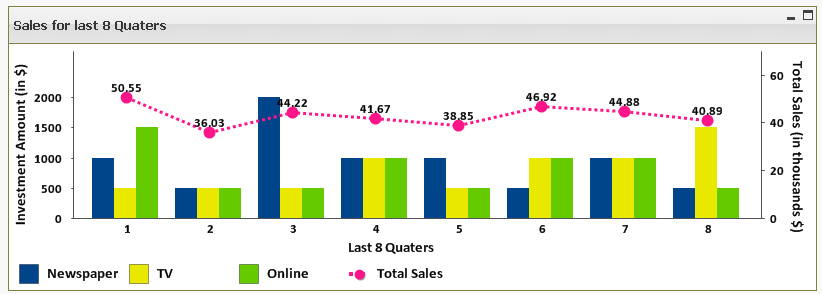 Sales for last 8 Quaters
Investment Amount (in $)
2000
1500
1000
500
0
50.55
36.03
44.22
41.67
38.85
46.92
44.88
40.89
60
40
20
0
Total Sales (in thousands $)
1 2 3 4 5 6 7 8
Last 8 Quaters
Newspaper TV Online Total Sales